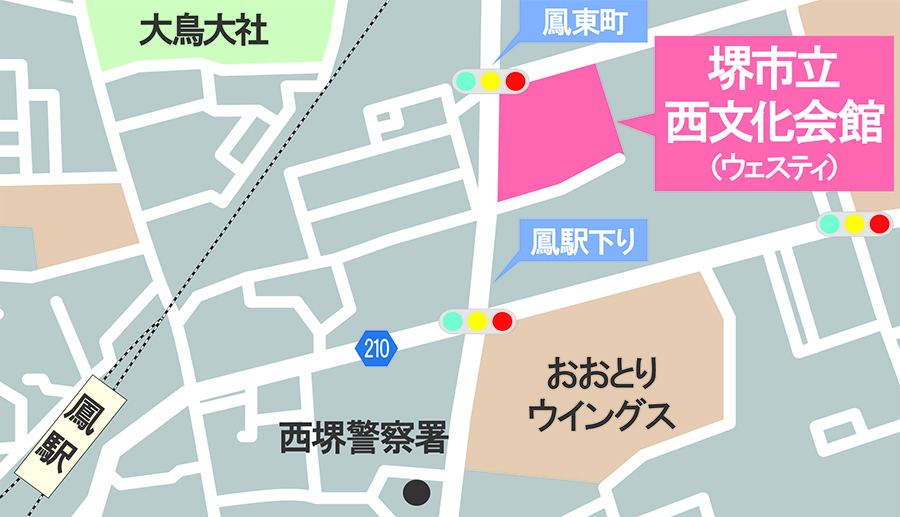 大鳥大社
鳳東町
堺市立
西文化会館
(ウェスティ)
鳳駅下り
210
おおとり
ウイングス
鳳駅
西堺警察署